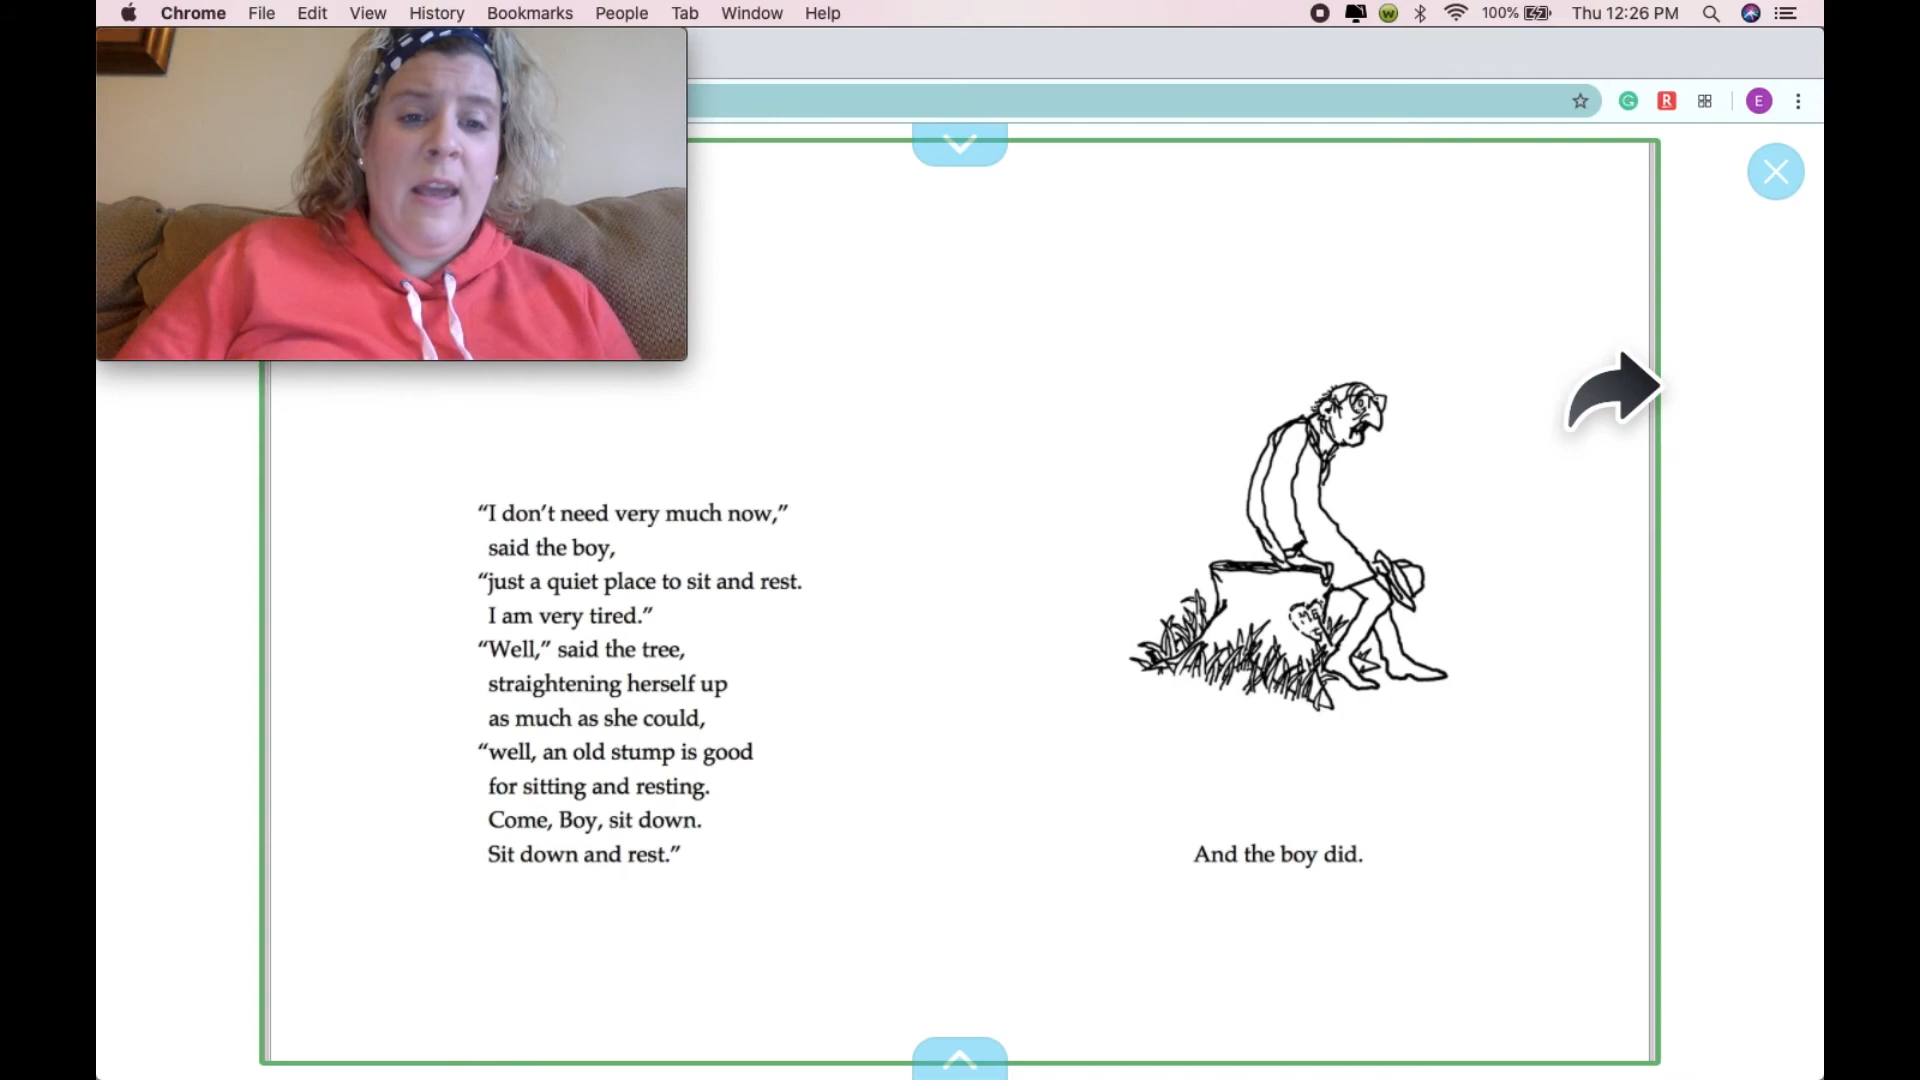 Chrome File Edit View History Bookmarks People Tab Window Help
100% Thu 12:26 PM
E
“I don’t need very much now,”
said the boy,
“just a quiet place to sit and rest.
I am very tired.”
“Well,” said the tree,
straightening herself up
as much as she could,
“well, an old stump is good
for sitting and resting.
Come, Boy, sit down.
Sit down and rest.”
And the boy did.